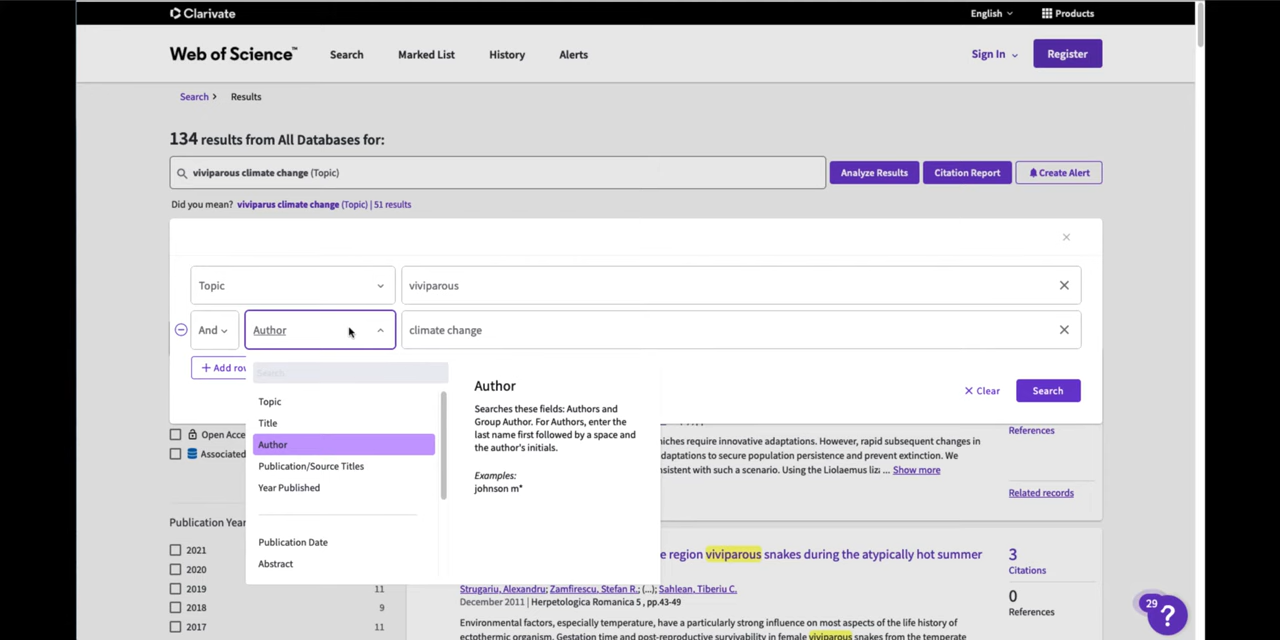 Clarivate
English
Products
Web of Science™
Search
Marked List
History
Alerts
Sign In
Register
Search > Results
134 results from All Databases for:
viviparous climate change (Topic)
Analyze Results
Citation Report
Create Alert
Did you mean? viviparus climate change (Topic) | 51 results
Topic
viviparous
And
Author
climate change
+ Add row
Clear
Search
Search
Topic
Title
Author
Publication/Source Titles
Year Published
Publication Date
Abstract
Author
Searches these fields: Authors and
Group Author. For Authors, enter the
last name first followed by a space and
the author's initials.
Examples:
johnson m*
Open Acce
Associated
Publication Year
2021
2020
2019
11
2018
9
2017
11
References
iches require innovative adaptations. However, rapid subsequent changes in
daptations to secure population persistence and prevent extinction. We
sistent with such a scenario. Using the Liolaemus liz ... Show more
Related records
e region viviparous snakes during the atypically hot summer
3
Citations
Strugariu, Alexandru; Zamfirescu, Stefan R.; (...); Sahlean, Tiberiu C.
December 2011 | Herpetologica Romanica 5 , pp.43-49
0
References
Environmental factors, especially temperature, have a particularly strong influence on most aspects of the life history of
ectothermic organism. Gestation time and post-reproductive survivability in female viviparous snakes from the temperate
29
?